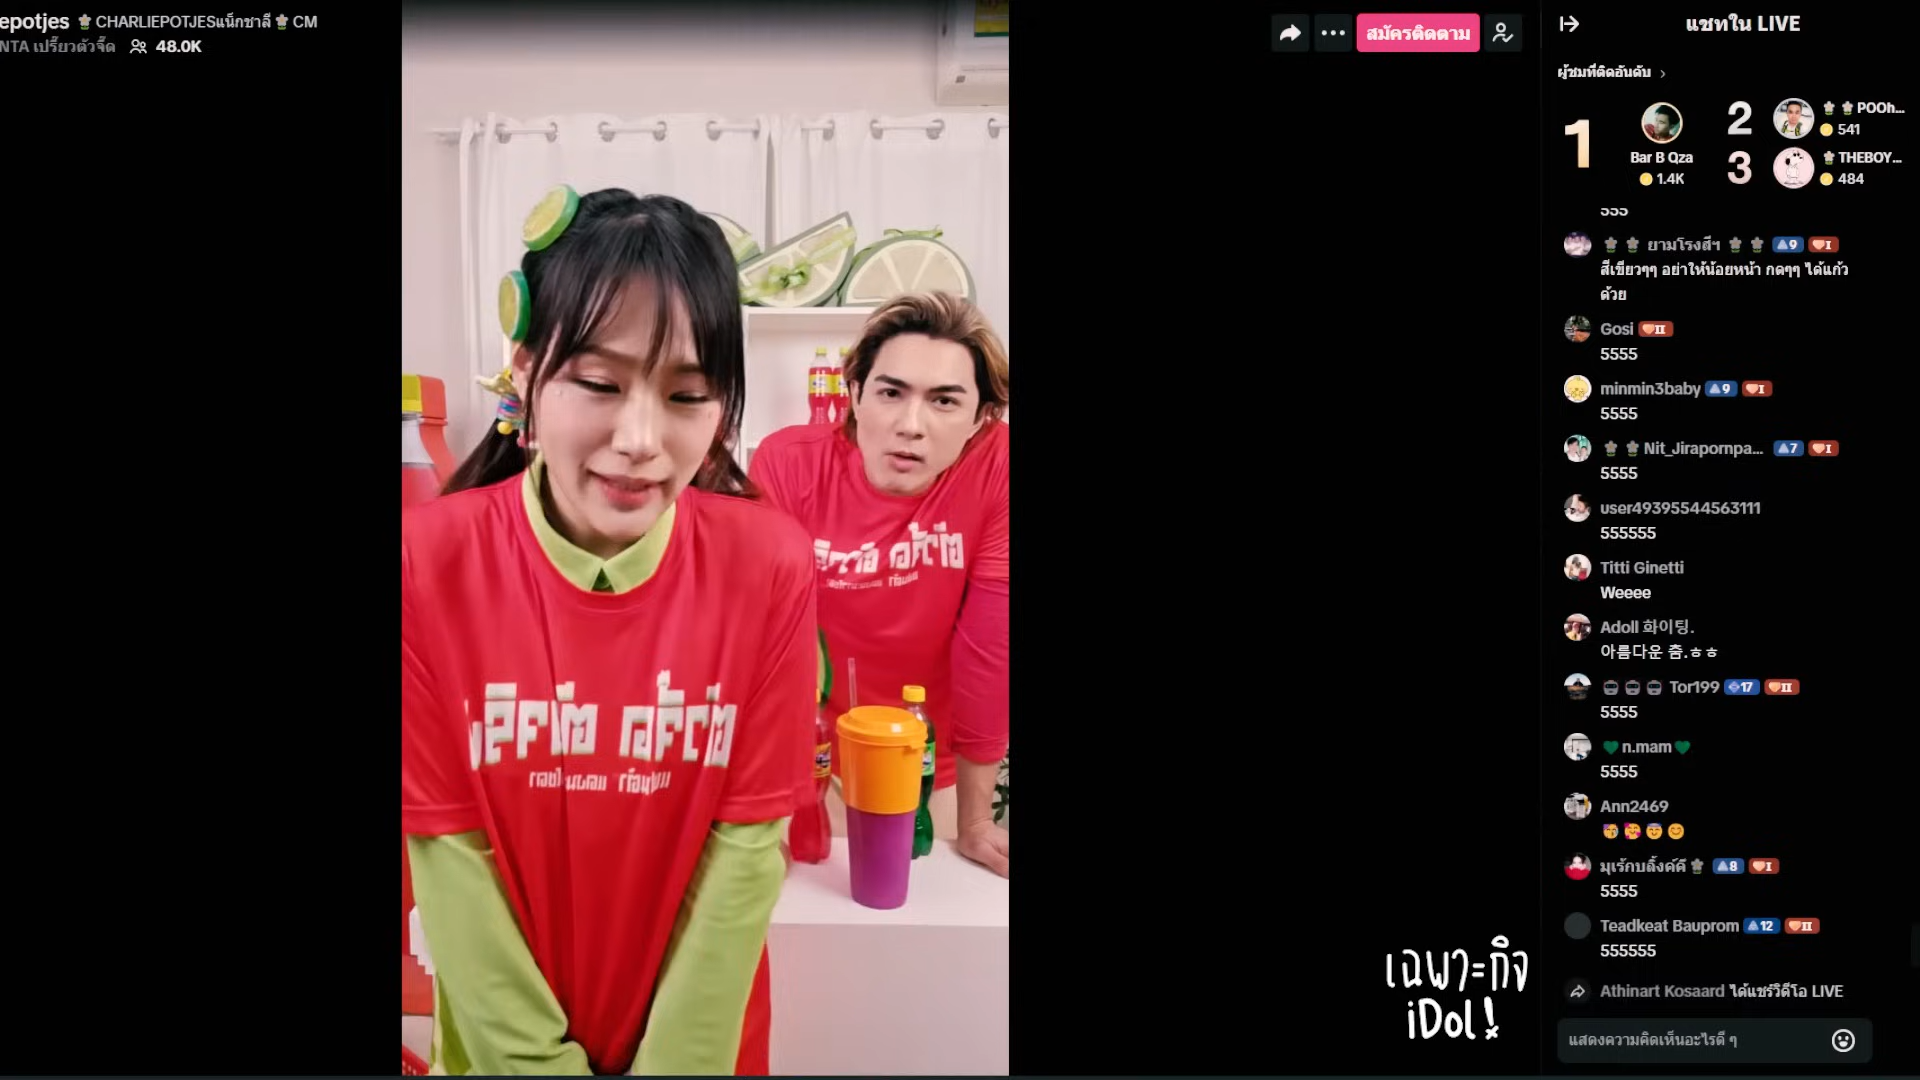 epotjes CHARLIEPOTJESแน็กชาลี CM
NTA เปรี้ยวตัวจี๊ด 48.0K
สมัครติดตาม
แชทใน LIVE
ผู้ชมที่ติดอันดับ
1
Bar B Qza
1.4K
2
POOh...
541
3
THEBOY...
484
555
ยามโรงสีฯ 9 I
สีเขียวๆๆ อย่าให้น้อยหน้า กดๆๆ ได้แก้ว
ด้วย
Gosi II
5555
minmin3baby 9 I
5555
Nit_Jirapornpa... 7 I
5555
user49395544563111
555555
Titti Ginetti
Weeee
Adoll 화이팅.
아름다운 춤.ㅎㅎ
Tor199 17 II
5555
n.mam
5555
Ann2469
มุเร้กบลิ้งค์คี 8 I
5555
Teadkeat Bauprom 12 II
555555
Athinart Kosaard ได้แชร์วิดีโอ LIVE
แสดงความคิดเห็นอะไรดี ๆ
เฉพาะกิจ
iDol!